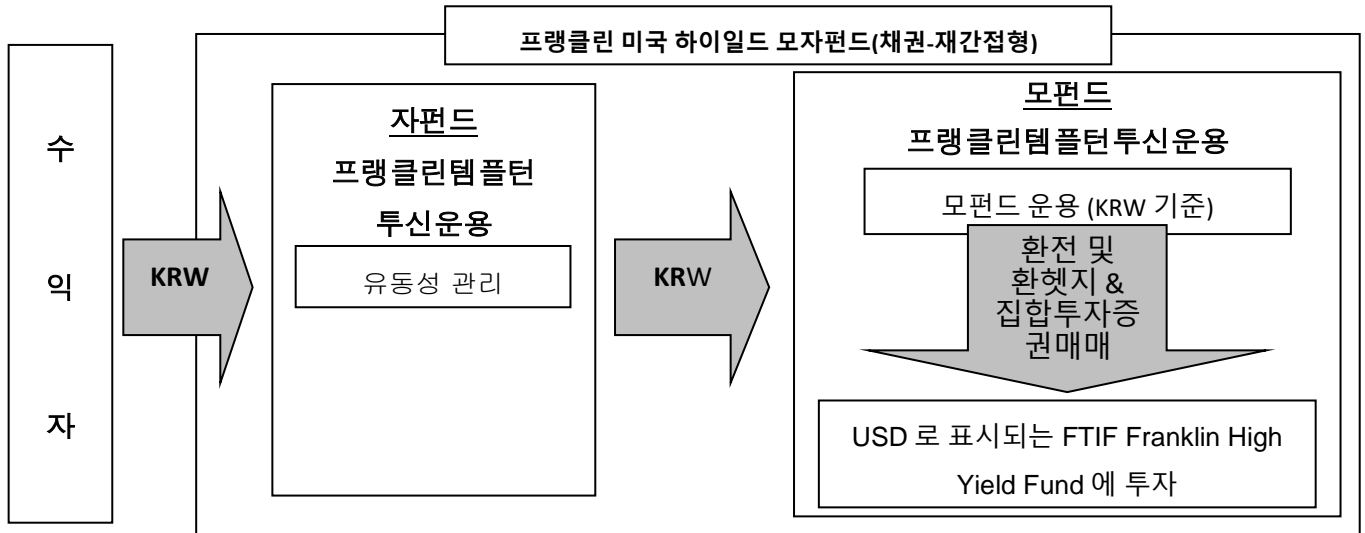 프랭클린 미국 하이일드 모자펀드(채권-재간접형)
수
익
자
KRW
자펀드
프랭클린템플턴
투신운용
유동성 관리
KRW
모펀드
프랭클린템플턴투신운용
모펀드 운용 (KRW 기준)
환전 및
환헷지 &
집합투자증
권매매
USD 로 표시되는 FTIF Franklin High
Yield Fund 에 투자